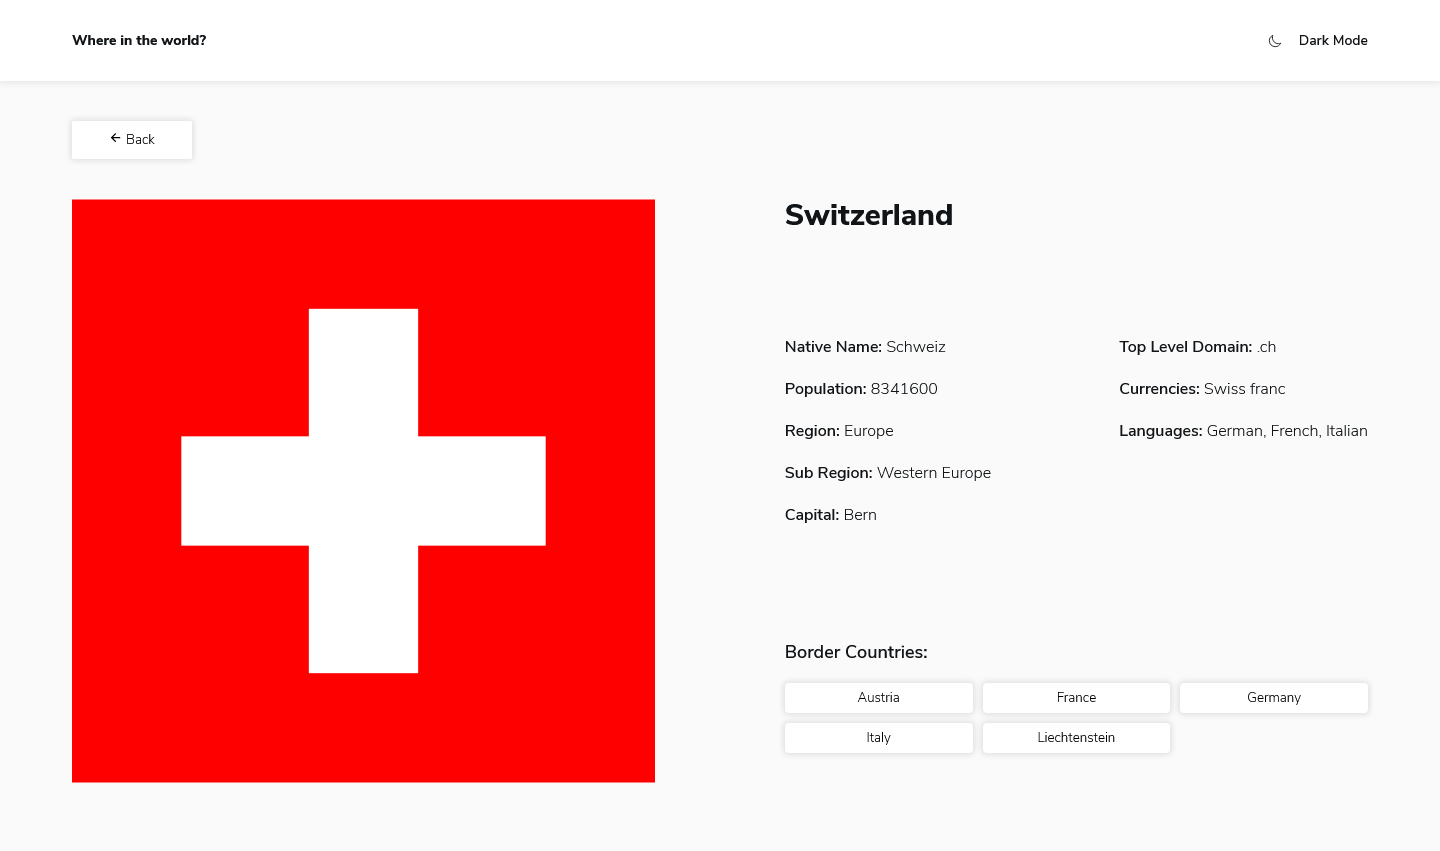 Where in the world?
Dark Mode
Back
Switzerland
Native Name: Schweiz
Population: 8341600
Region: Europe
Sub Region: Western Europe
Capital: Bern
Top Level Domain: .ch
Currencies: Swiss franc
Languages: German, French, Italian
Border Countries:
Austria
France
Germany
Italy
Liechtenstein